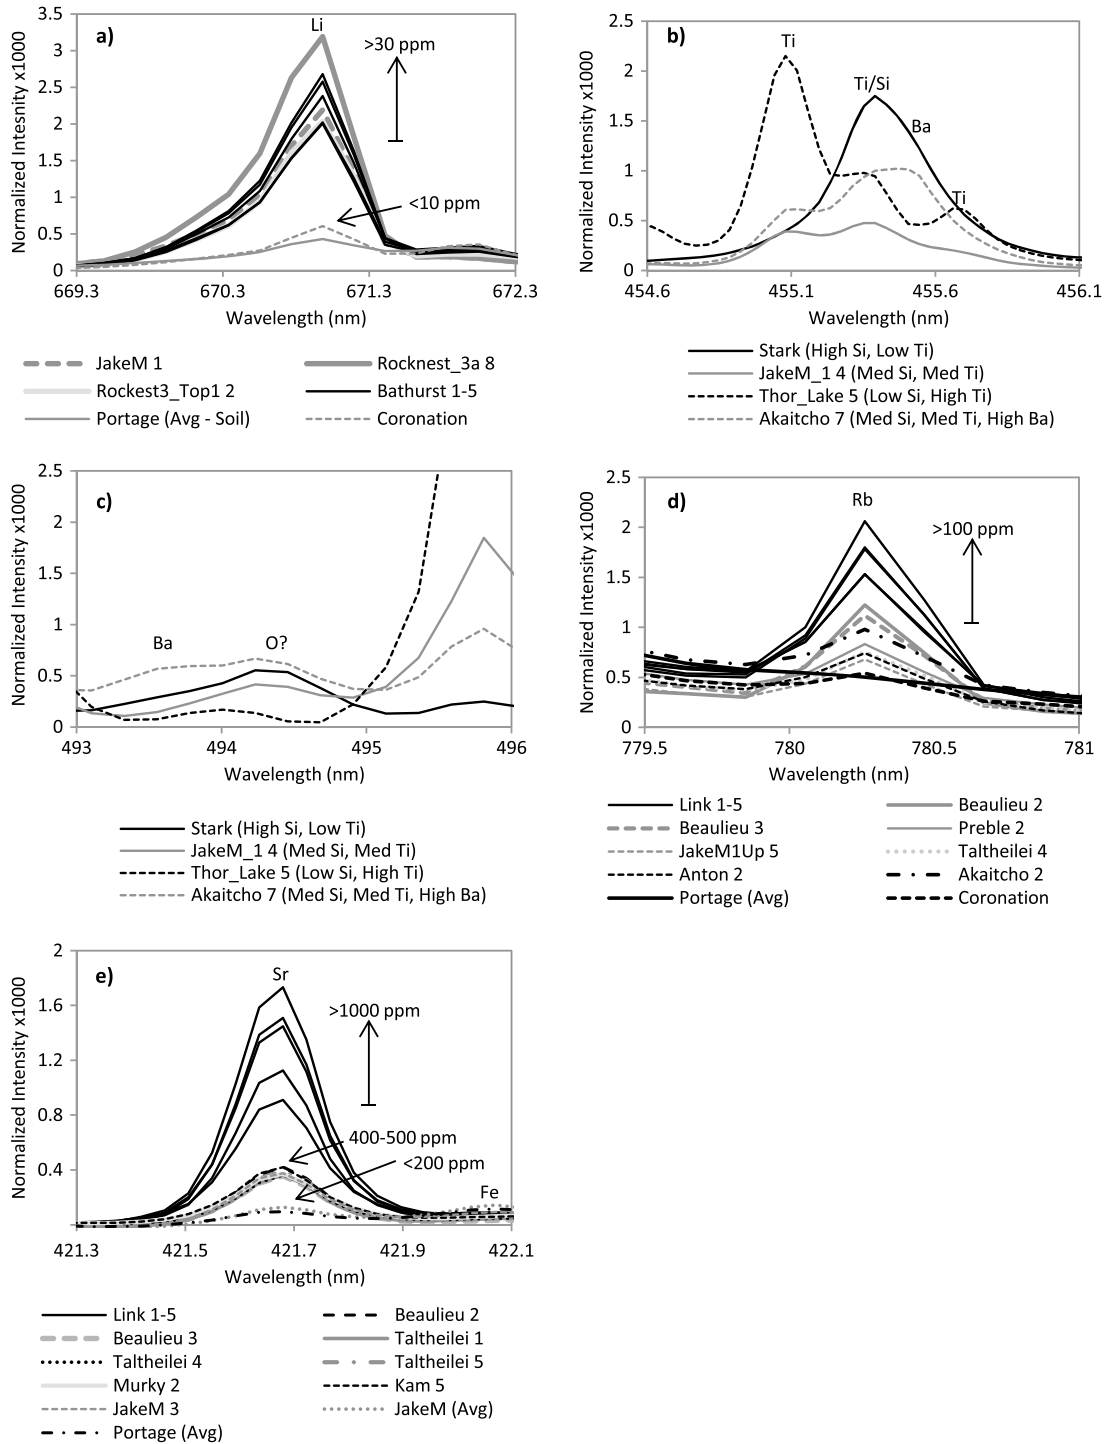 a)
Li
>30 ppm
<10 ppm
Normalized Intesnity x1000
3.5
3
2.5
2
1.5
1
0.5
0
669.3 670.3 671.3 672.3
Wavelength (nm)
JakeM 1 Rocknest_3a 8
Rockest3_Top1 2 Bathurst 1-5
Portage (Avg - Soil) Coronation
b)
Ti
Ti/Si
Ba
Ti
Normalized Intensity x1000
2.5
2
1.5
1
0.5
0
454.6 455.1 455.6 456.1
Wavelength (nm)
Stark (High Si, Low Ti)
JakeM_1 4 (Med Si, Med Ti)
Thor_Lake 5 (Low Si, High Ti)
Akaitcho 7 (Med Si, Med Ti, High Ba)
c)
Ba
O?
Normalized Intensity x1000
2.5
2
1.5
1
0.5
0
493 494 495 496
Wavelength (nm)
Stark (High Si, Low Ti)
JakeM_1 4 (Med Si, Med Ti)
Thor_Lake 5 (Low Si, High Ti)
Akaitcho 7 (Med Si, Med Ti, High Ba)
d)
Rb
>100 ppm
Normalized Intensity x1000
2.5
2
1.5
1
0.5
0
779.5 780 780.5 781
Wavelength (nm)
Link 1-5 Beaulieu 2
Beaulieu 3 Preble 2
JakeM1Up 5 Taltheilei 4
Anton 2 Akaitcho 2
Portage (Avg) Coronation
e)
Sr
>1000 ppm
400-500 ppm
<200 ppm
Fe
Normalized Intensity x1000
2
1.6
1.2
0.8
0.4
421.3 421.5 421.7 421.9 422.1
Wavelength (nm)
Link 1-5 Beaulieu 2
Beaulieu 3 Taltheilei 1
Taltheilei 4 Taltheilei 5
Murky 2 Kam 5
JakeM 3 JakeM (Avg)
Portage (Avg)